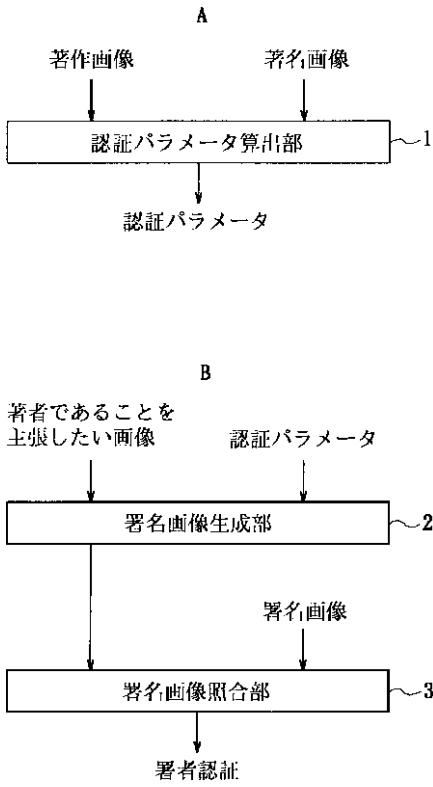 A
著作画像 著名画像
認証パラメータ算出部 1
認証パラメータ
B
著者であることを
主張したい画像 認証パラメータ
署名画像生成部 2
署名画像
署名画像照合部 3
署者認証